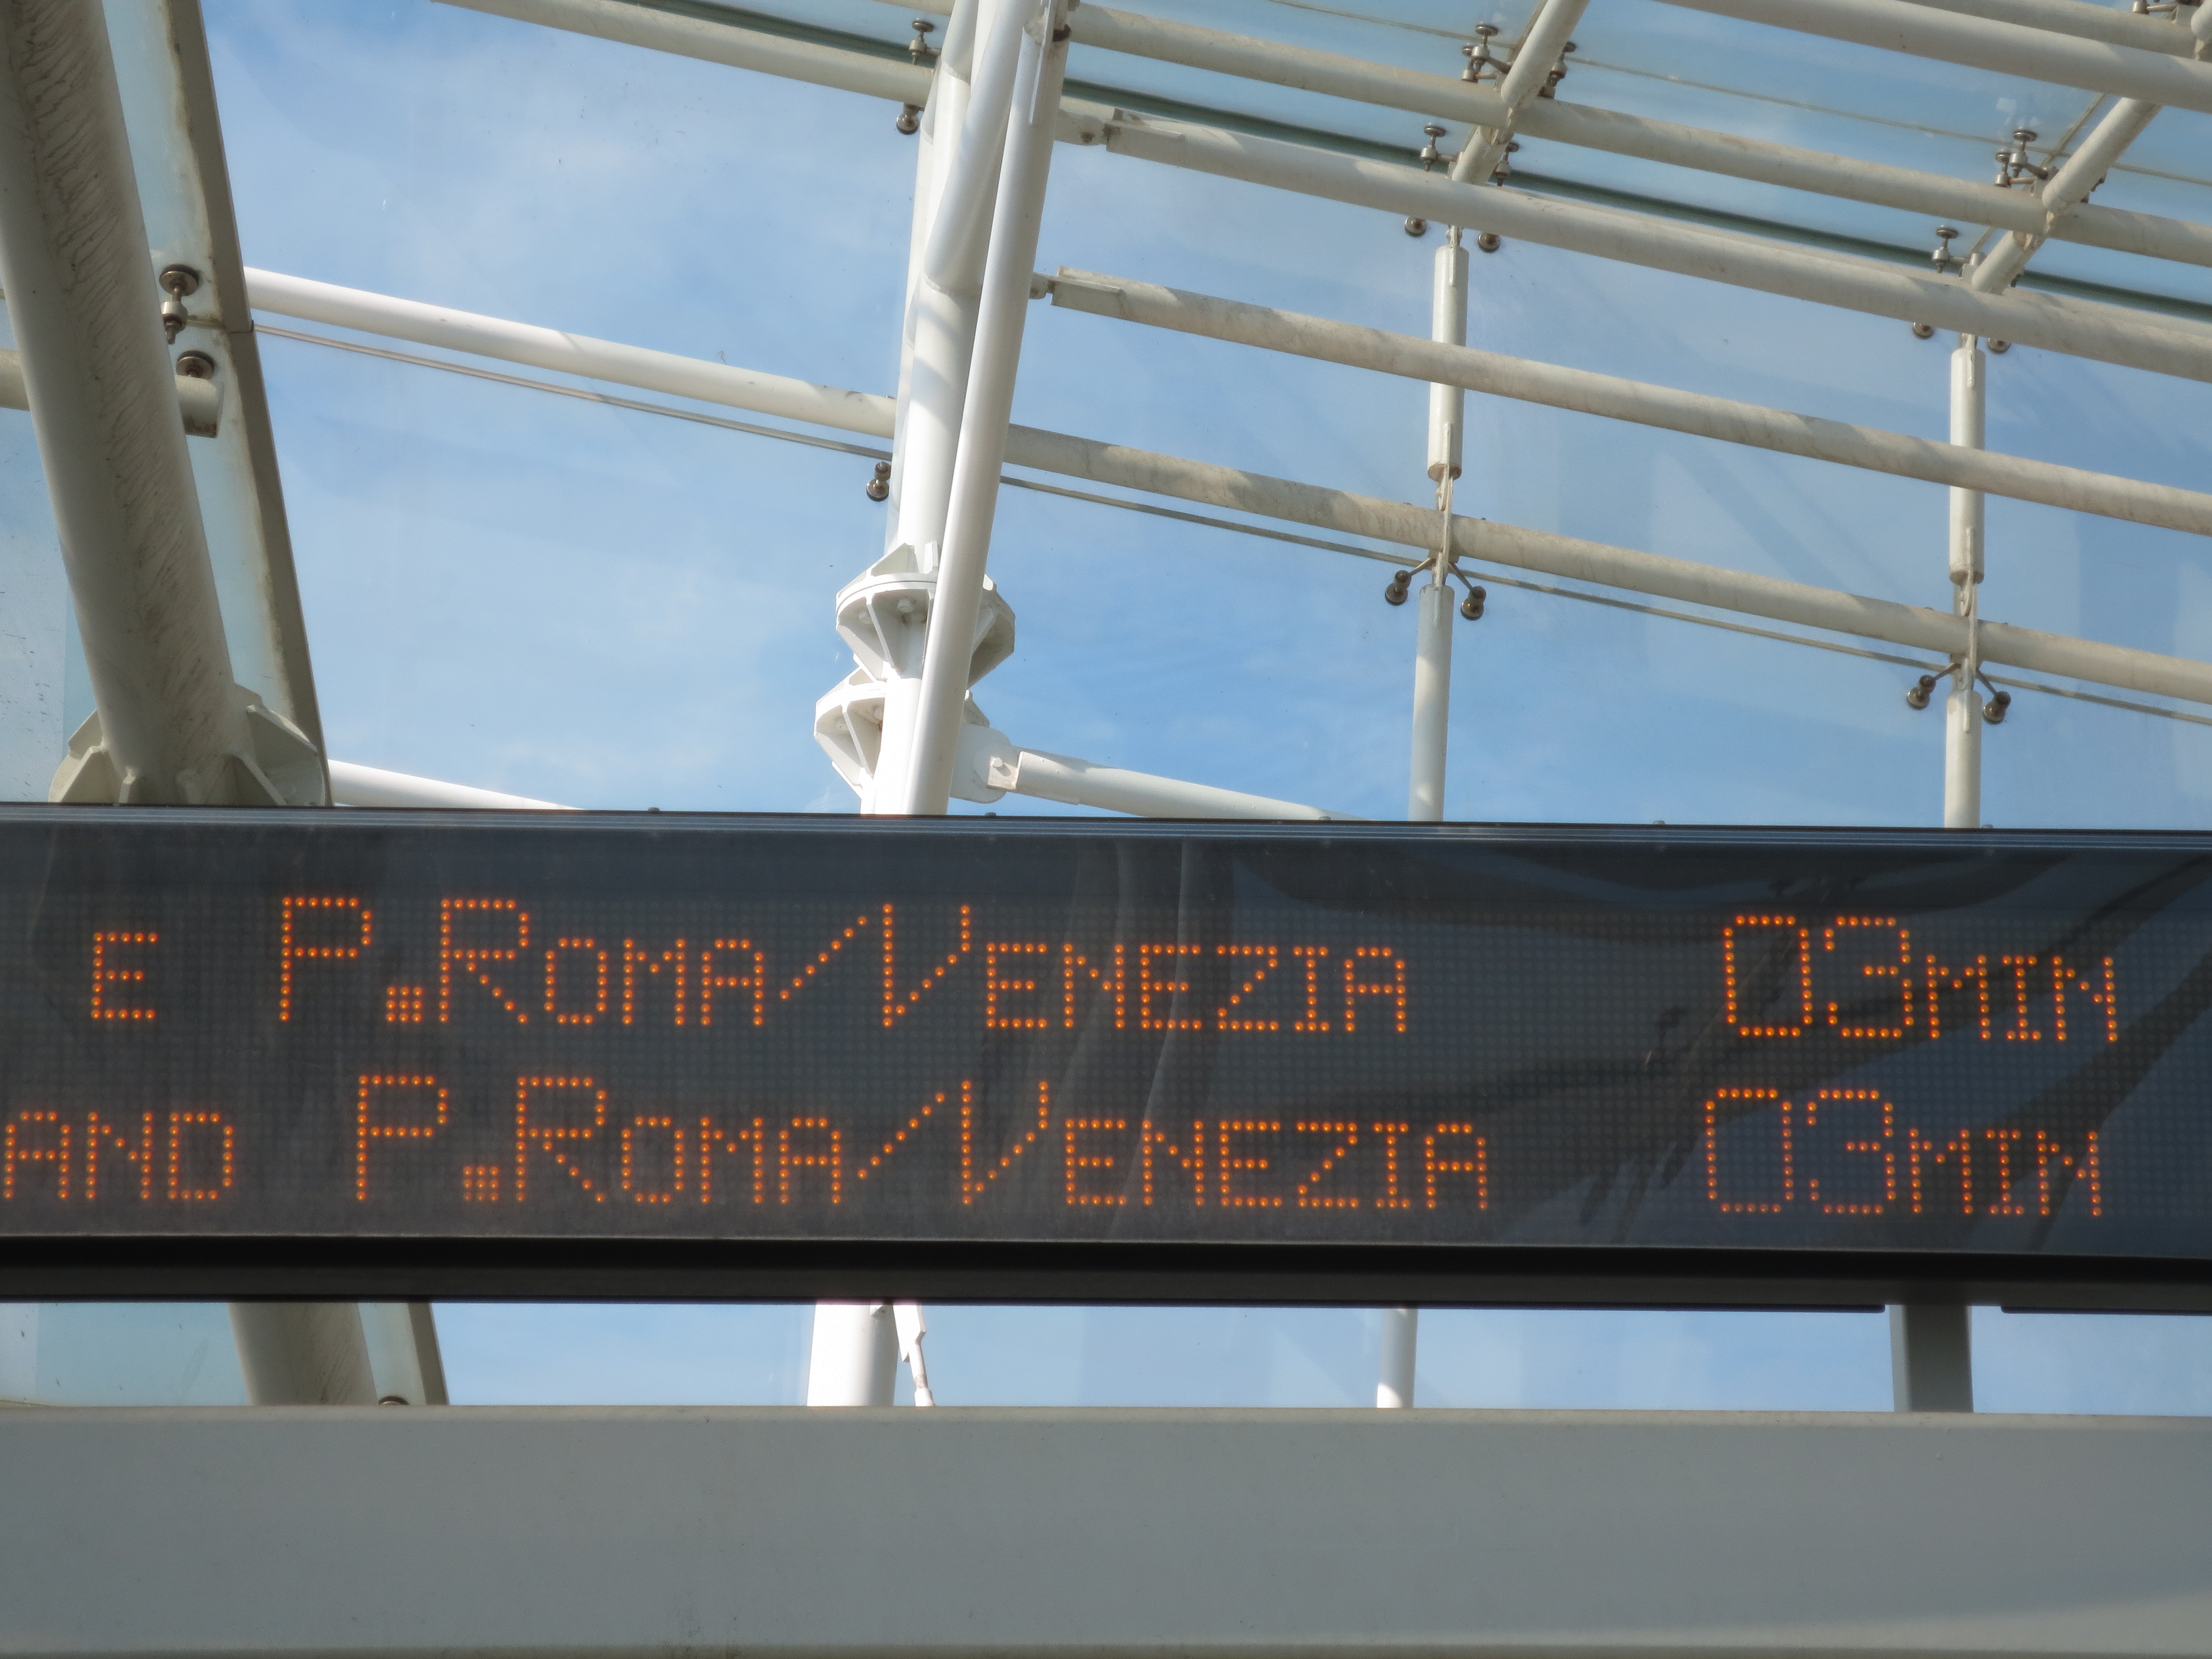 E P.ROMA/VENEZIA 03MIN
AND P.ROMA/VENEZIA 03MIN